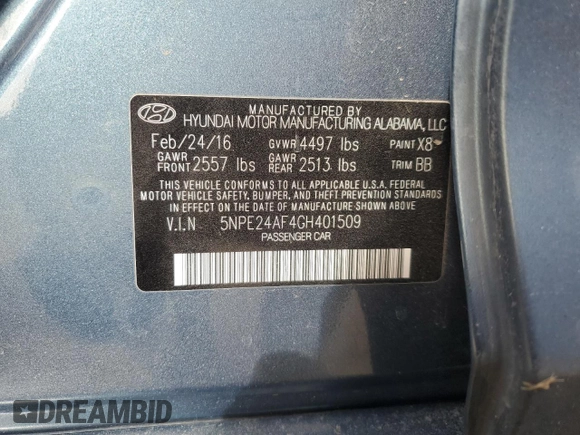 MANUFACTURED BY
HYUNDAI MOTOR MANUFACTURING ALABAMA, LLC
Feb/24/16 GVWR 4497 lbs PAINT X8
GAWR FRONT 2557 lbs GAWR REAR 2513 lbs TRIM BB
THIS VEHICLE CONFORMS TO ALL APPLICABLE U.S.A. FEDERAL
MOTOR VEHICLE SAFETY, BUMPER, AND THEFT PREVENTION STANDARDS
IN EFFECT ON THE DATE OF MANUFACTURE SHOWN ABOVE
V.I.N 5NPE24AF4GH401509
PASSENGER CAR
DREAMBID